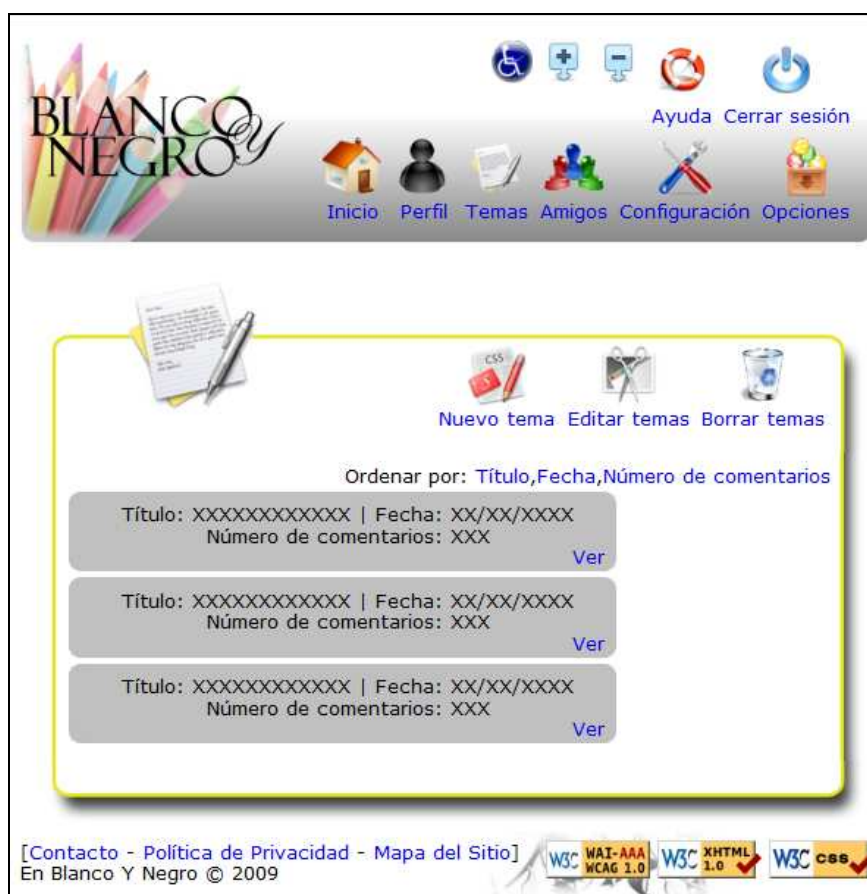 BLANCO Y
NEGRO
Ayuda Cerrar sesión
Inicio Perfil Temas Amigos Configuración Opciones
CSS
Nuevo tema Editar temas Borrar temas
Ordenar por: Título,Fecha,Número de comentarios
Título: XXXXXXXXXXXX | Fecha: XX/XX/XXXX
Número de comentarios: XXX
Ver
Título: XXXXXXXXXXXX | Fecha: XX/XX/XXXX
Número de comentarios: XXX
Ver
Título: XXXXXXXXXXXX | Fecha: XX/XX/XXXX
Número de comentarios: XXX
Ver
[Contacto - Política de Privacidad - Mapa del Sitio]
En Blanco Y Negro © 2009
W3C WAI-AAA WCAG 1.0
W3C XHTML 1.0
W3C css